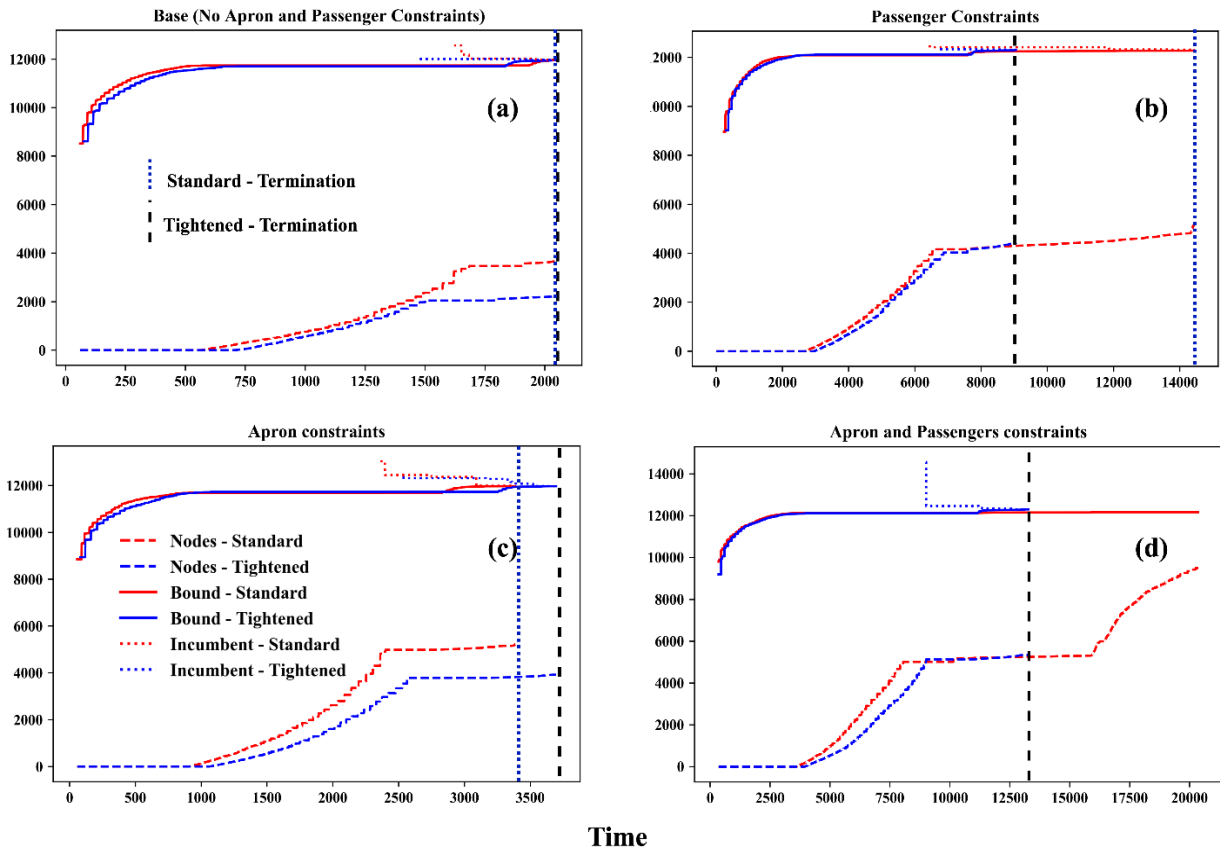 Base (No Apron and Passenger Constraints)
(a)
12000
10000
8000
6000
4000
2000
0
Standard - Termination
Tightened - Termination
0 250 500 750 1000 1250 1500 1750 2000
Passenger Constraints
(b)
2000
.0000
8000
6000
4000
2000
0
0 2000 4000 6000 8000 10000 12000 14000
Apron constraints
(c)
12000
10000
8000
6000
4000
2000
0
Nodes - Standard
Nodes - Tightened
Bound - Standard
Bound - Tightened
Incumbent - Standard
Incumbent - Tightened
0 500 1000 1500 2000 2500 3000 3500
Apron and Passengers constraints
(d)
14000
12000
10000
8000
6000
4000
2000
0
0 2500 5000 7500 10000 12500 15000 17500 20000
Time